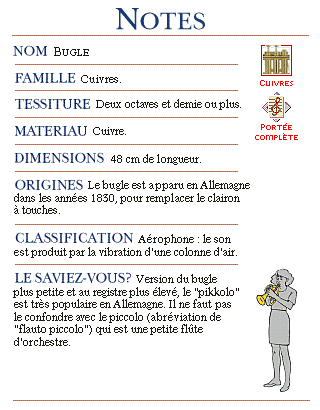 NOTES
NOM BUGLE
FAMILLE Cuivres.
TESSITURE Deux octaves et demie ou plus.
CUIVRES
MATERIAU Cuivre.
PORTÉE
COMPLÈTE
DIMENSIONS 48 cm de longueur.
ORIGINES Le bugle est apparu en Allemagne
dans les années 1830, pour remplacer le clairon
à touches.
CLASSIFICATION Aérophone : le son
est produit par la vibration d'une colonne d'air.
LE SAVIEZ-VOUS? Version du bugle
plus petite et au registre plus élevé, le "pikkolo"
est très populaire en Allemagne. Il ne faut pas
le confondre avec le piccolo (abréviation de
"flauto piccolo") qui est une petite flûte
d'orchestre.